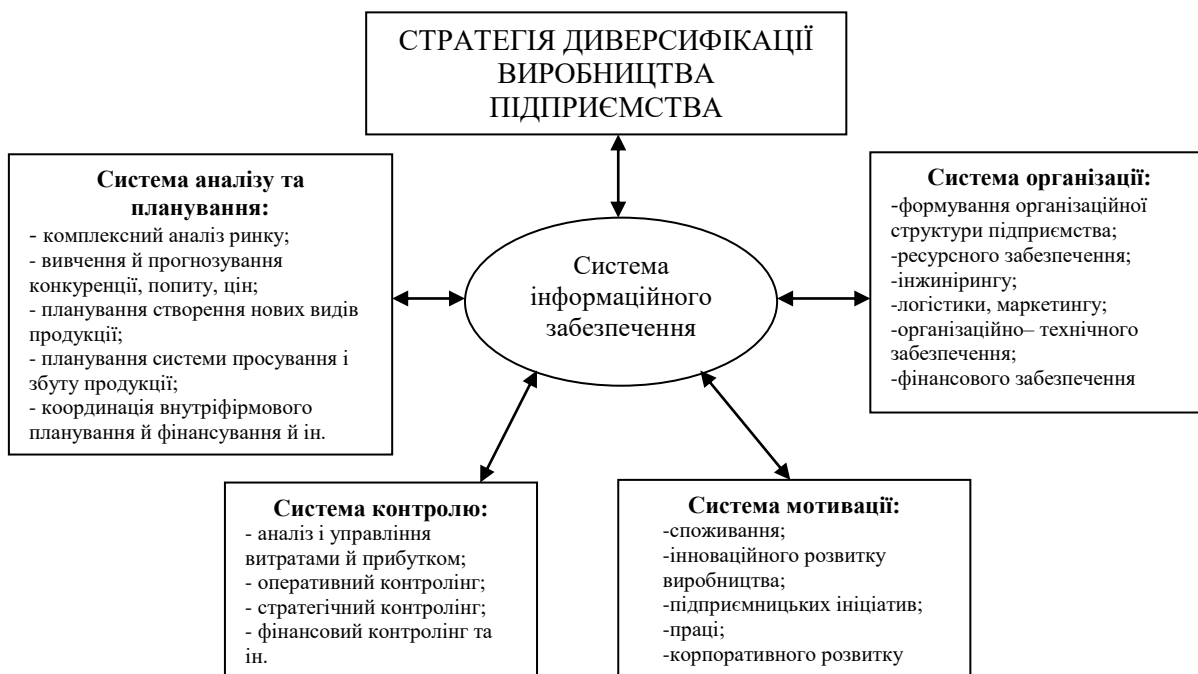 СТРАТЕГІЯ ДИВЕРСИФІКАЦІЇ
ВИРОБНИЦТВА
ПІДПРИЄМСТВА
Система аналізу та
планування:
- комплексний аналіз ринку;
- вивчення й прогнозування
конкуренції, попиту, цін;
- планування створення нових видів
продукції;
- планування системи просування і
збуту продукції;
- координація внутріфірмового
планування й фінансування й ін.
Система
інформаційного
забезпечення
Система організації:
-формування організаційної
структури підприємства;
-ресурсного забезпечення;
-інжинірингу;
-логістики, маркетингу;
-організаційно– технічного
забезпечення;
-фінансового забезпечення
Система контролю:
- аналіз і управління
витратами й прибутком;
- оперативний контролінг;
- стратегічний контролінг;
- фінансовий контролінг та
ін.
Система мотивації:
-споживання;
-інноваційного розвитку
виробництва;
-підприємницьких ініціатив;
-праці;
-корпоративного розвитку